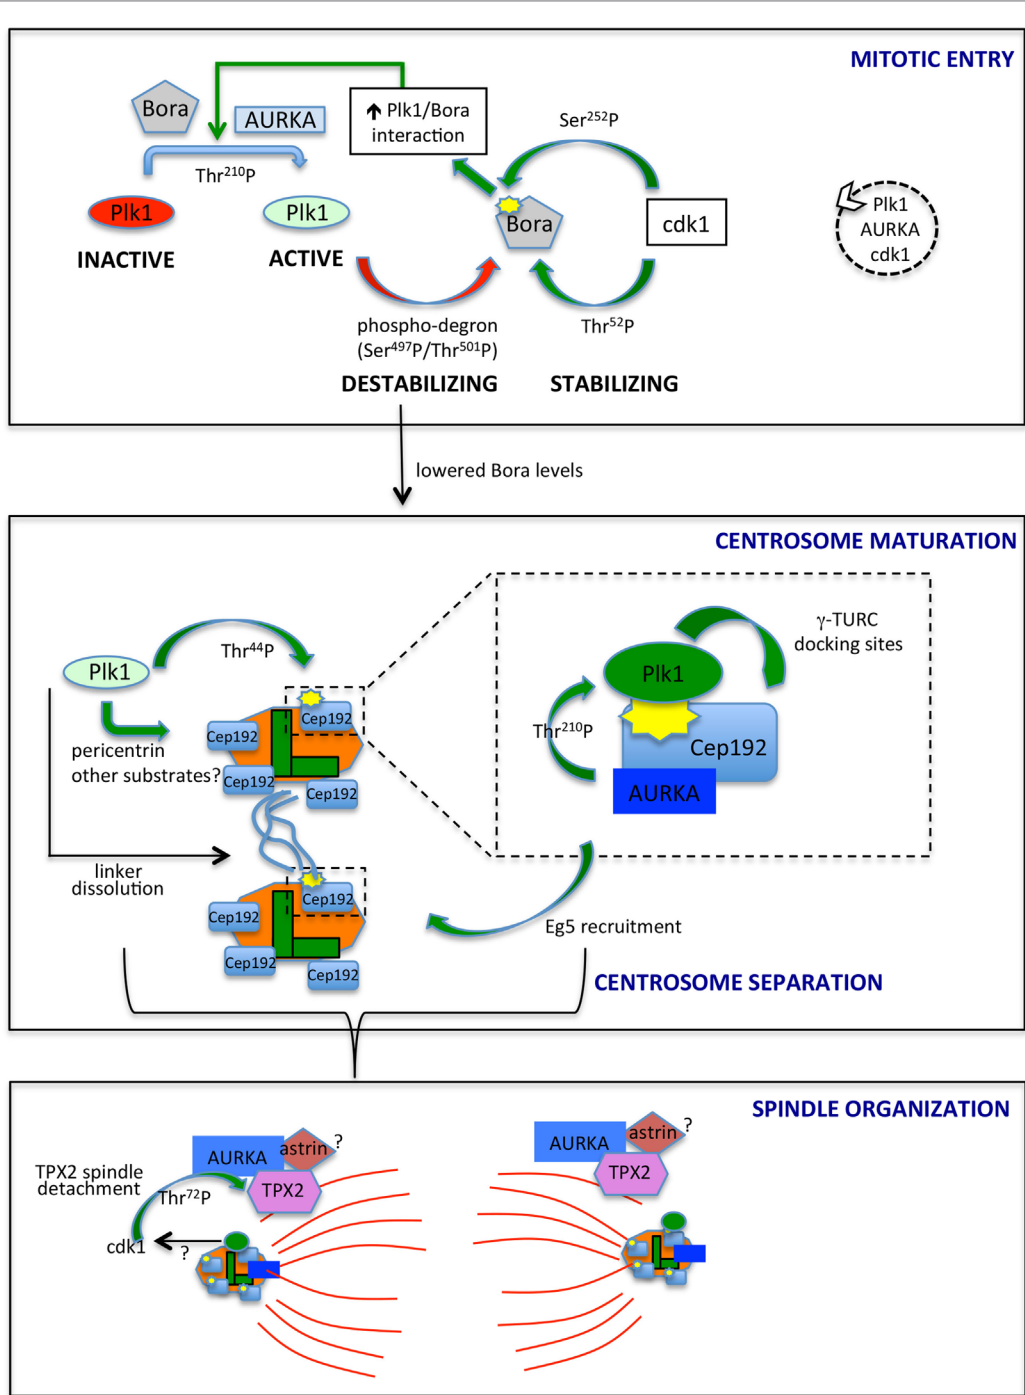 MITOTIC ENTRY
Bora
AURKA
Thr²¹⁰P
Plk1
Plk1
INACTIVE
ACTIVE
↑ Plk1/Bora
interaction
Ser²⁵²P
Bora
cdk1
Thr⁵²P
phospho-degron
(Ser⁴⁹⁷P/Thr⁵⁰¹P)
DESTABILIZING
STABILIZING
Plk1
AURKA
cdk1
lowered Bora levels
CENTROSOME MATURATION
Plk1
Thr⁴⁴P
pericentrin
other substrates?
Cep192
Cep192
Cep192
Cep192
linker
dissolution
Cep192
Cep192
Cep192
Cep192
γ-TURC
docking sites
Plk1
Thr²¹⁰P
Cep192
AURKA
Eg5 recruitment
CENTROSOME SEPARATION
SPINDLE ORGANIZATION
AURKA
astrin
?
TPX2
TPX2 spindle
detachment
Thr⁷²P
cdk1
?
AURKA
astrin
?
TPX2